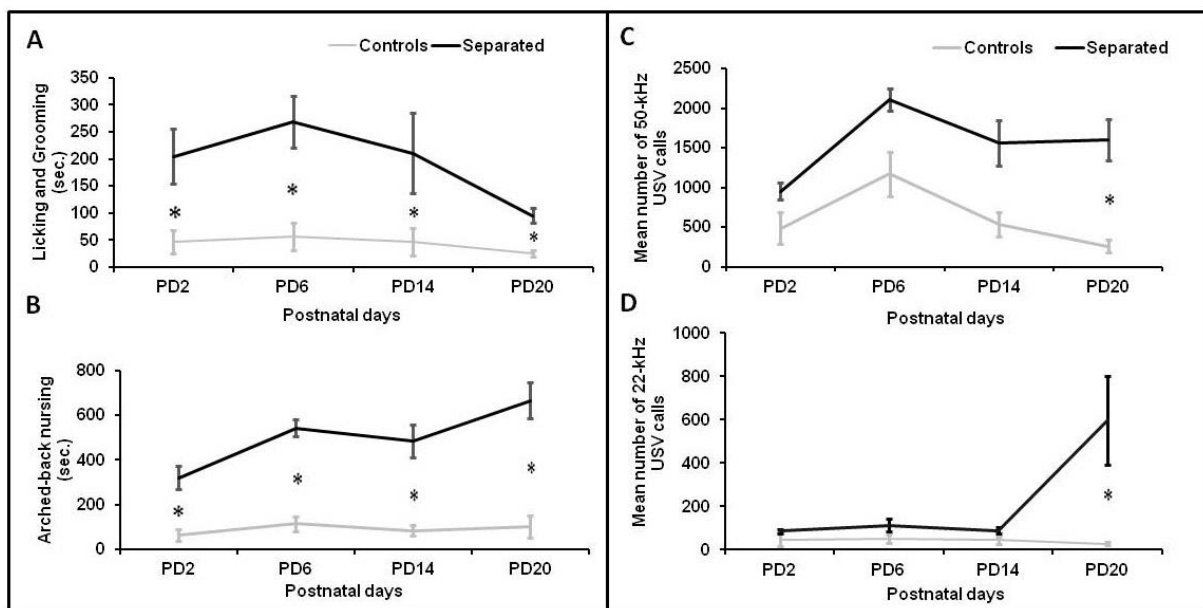 A
Controls Separated
Licking and Grooming
(sec.)
350
300
250
200
150
100
50
0
* * * *
PD2 PD6 PD14 PD20
Postnatal days
B
Arched-back nursing
(sec.)
800
600
400
200
0
* * * *
PD2 PD6 PD14 PD20
Postnatal days
C
Controls Separated
Mean number of 50-kHz
USV calls
2500
2000
1500
1000
500
0
*
PD2 PD6 PD14 PD20
Postnatal days
D
Mean number of 22-kHz
USV calls
1000
800
600
400
200
0
*
PD2 PD6 PD14 PD20
Postnatal days